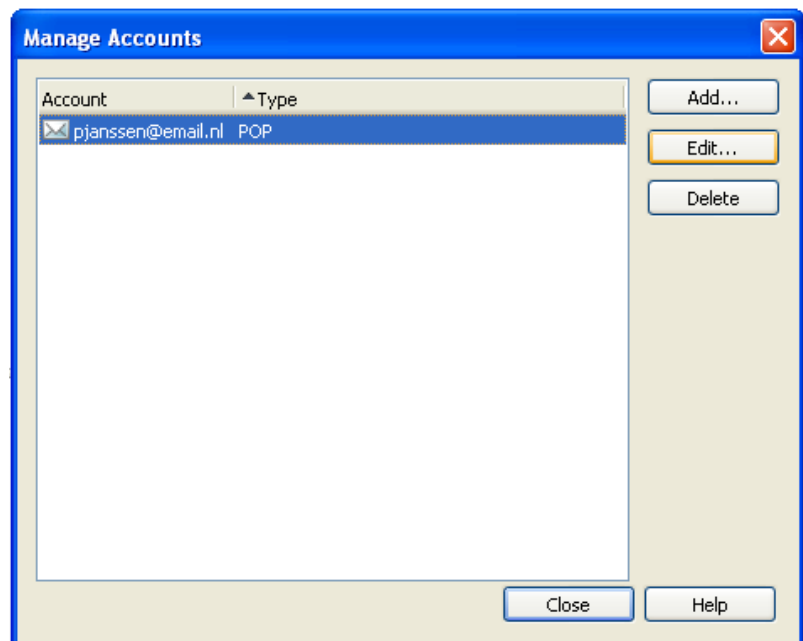 Manage Accounts
Account Type
Add...
pjanssen@email.nl POP
Edit...
Delete
Close Help